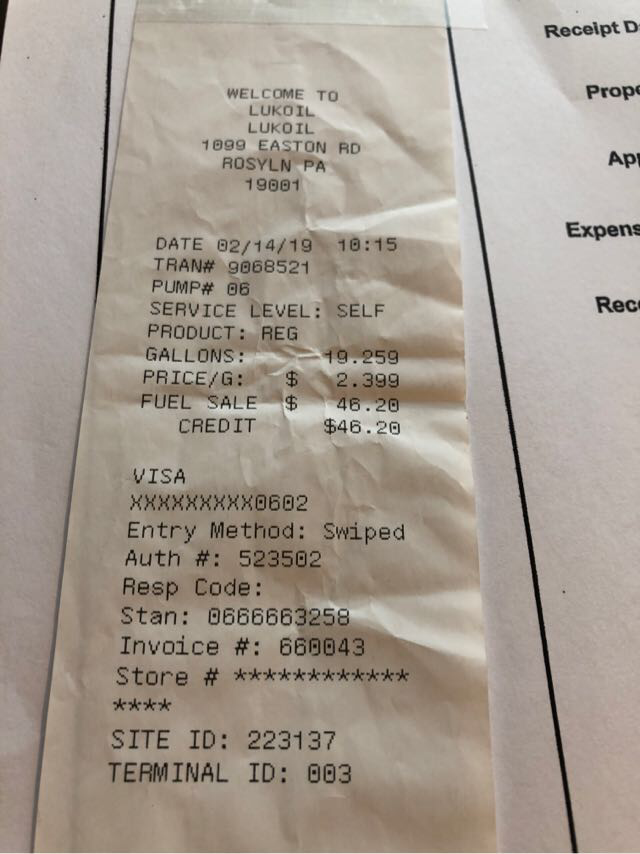 WELCOME TO
LUKOIL
LUKOIL
1099 EASTON RD
ROSYLN PA
19001
DATE 02/14/19 10:15
TRAN# 9068521
PUMP# 06
SERVICE LEVEL: SELF
PRODUCT: REG
GALLONS: 19.259
PRICE/G: $ 2.399
FUEL SALE $ 46.20
CREDIT $46.20
VISA
XXXXXXXXX0602
Entry Method: Swiped
Auth #: 523502
Resp Code:
Stan: 0666663258
Invoice #: 660043
Store # ************
****
SITE ID: 223137
TERMINAL ID: 003
Receipt D
Prope
App
Expens
Rec